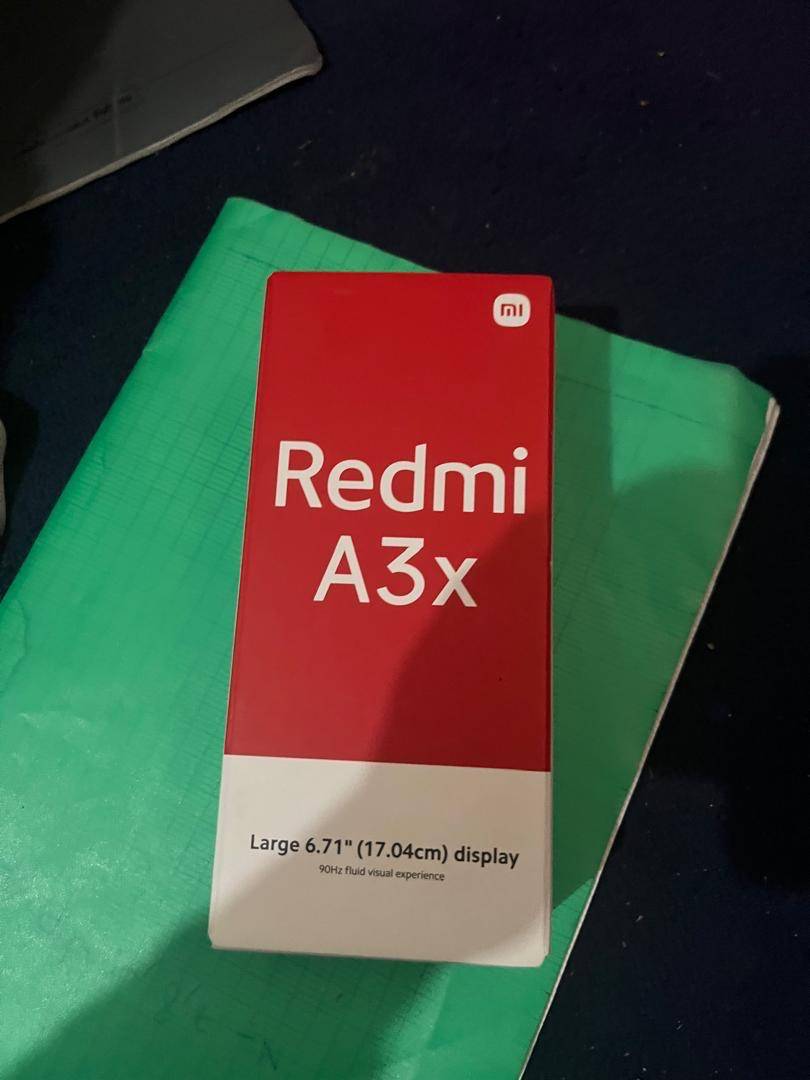 mi
Redmi
A3x
Large 6.71" (17.04cm) display
90Hz fluid visual experience